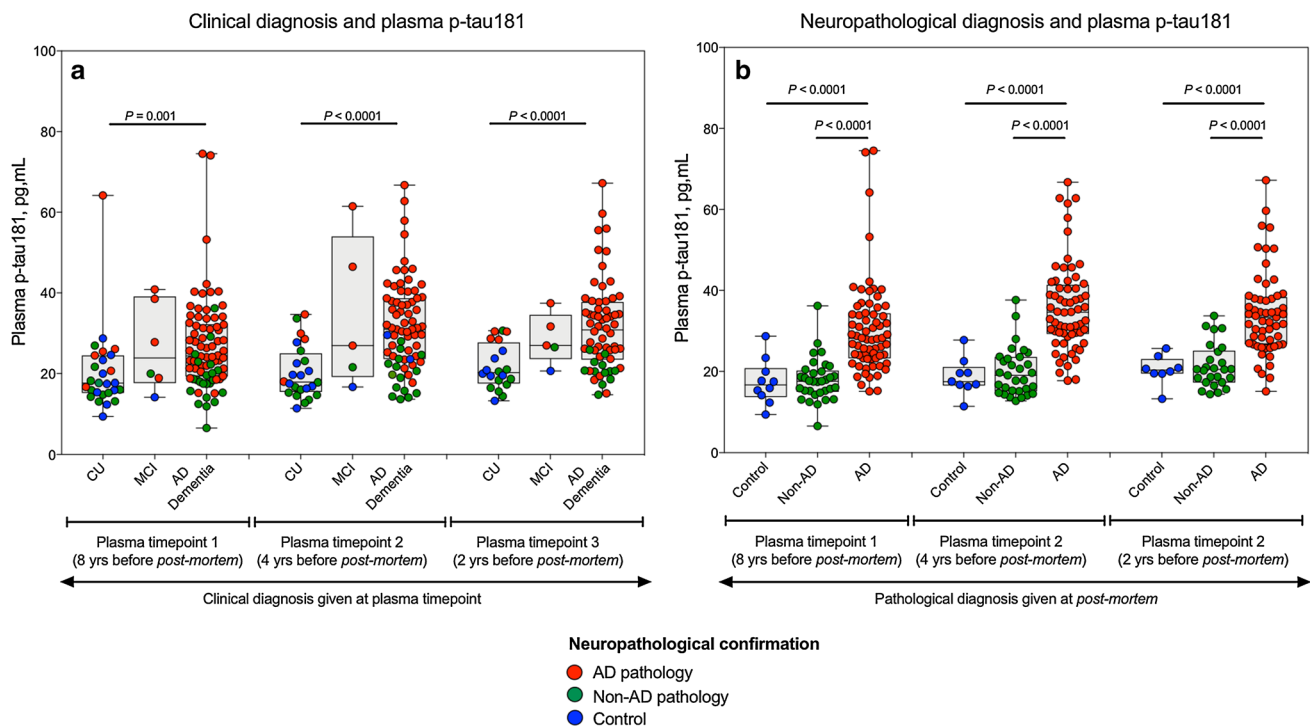 Clinical diagnosis and plasma p-tau181
a
Plasma p-tau181, pg,mL
100
80
60
40
20
0
P = 0.001
P < 0.0001
P < 0.0001
CU
MCI
AD
Dementia
CU
MCI
AD
Dementia
CU
MCI
AD
Dementia
Plasma timepoint 1
(8 yrs before post-mortem)
Plasma timepoint 2
(4 yrs before post-mortem)
Plasma timepoint 3
(2 yrs before post-mortem)
Clinical diagnosis given at plasma timepoint
Neuropathological diagnosis and plasma p-tau181
b
Plasma p-tau181, pg,mL
100
80
60
40
20
0
P < 0.0001
P < 0.0001
P < 0.0001
P < 0.0001
P < 0.0001
P < 0.0001
Control
Non-AD
AD
Control
Non-AD
AD
Control
Non-AD
AD
Plasma timepoint 1
(8 yrs before post-mortem)
Plasma timepoint 2
(4 yrs before post-mortem)
Plasma timepoint 2
(2 yrs before post-mortem)
Pathological diagnosis given at post-mortem
Neuropathological confirmation
AD pathology
Non-AD pathology
Control